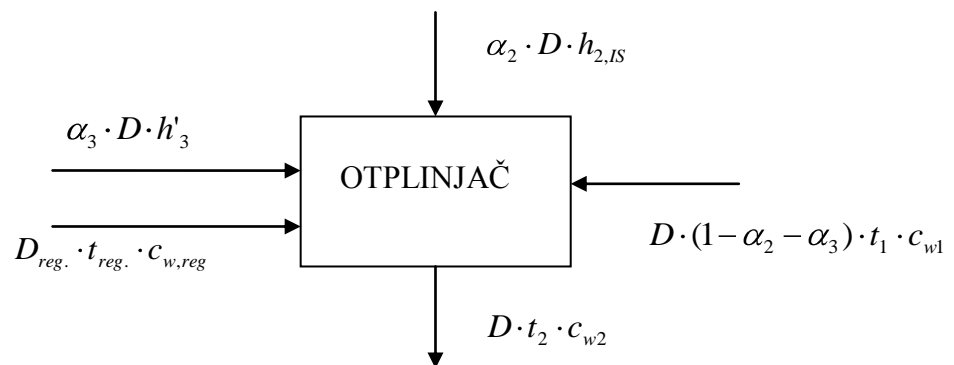 α₂ · D · h₂,IS
α₃ · D · h'₃
OTPLINJAČ
D_reg. · t_reg. · c_w,reg
D · (1 − α₂ − α₃) · t₁ · c_w1
D · t₂ · c_w2